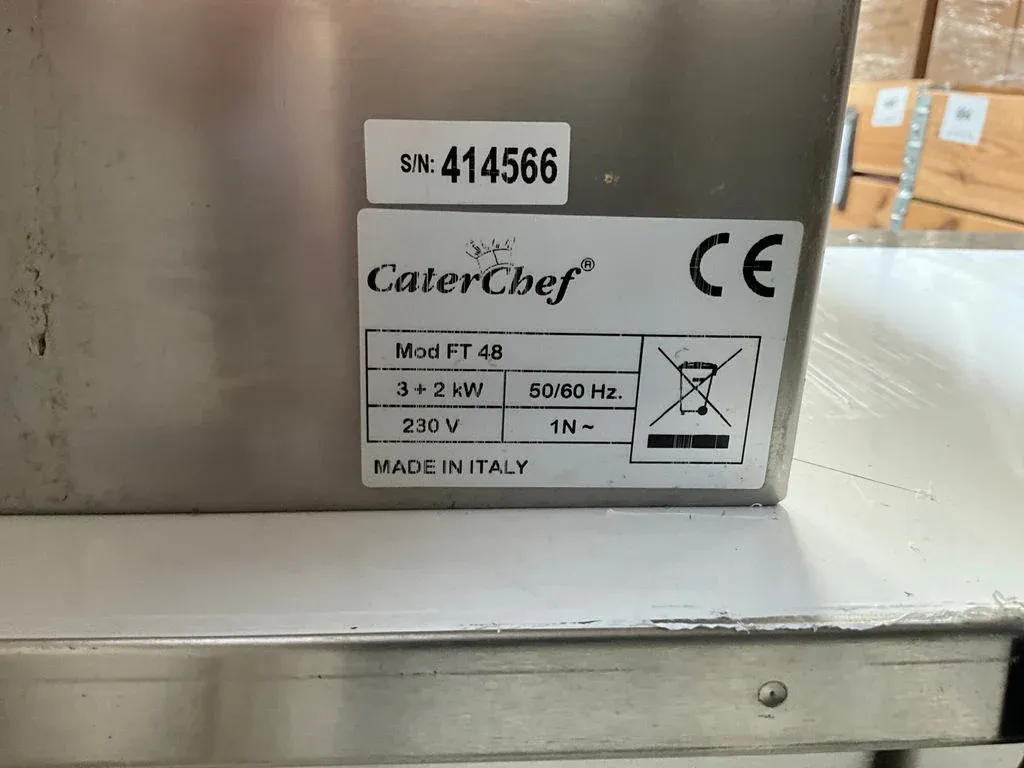 S/N: 414566
CaterChef®
CE
Mod FT 48
3 + 2 kW
50/60 Hz.
230 V
1N ~
MADE IN ITALY